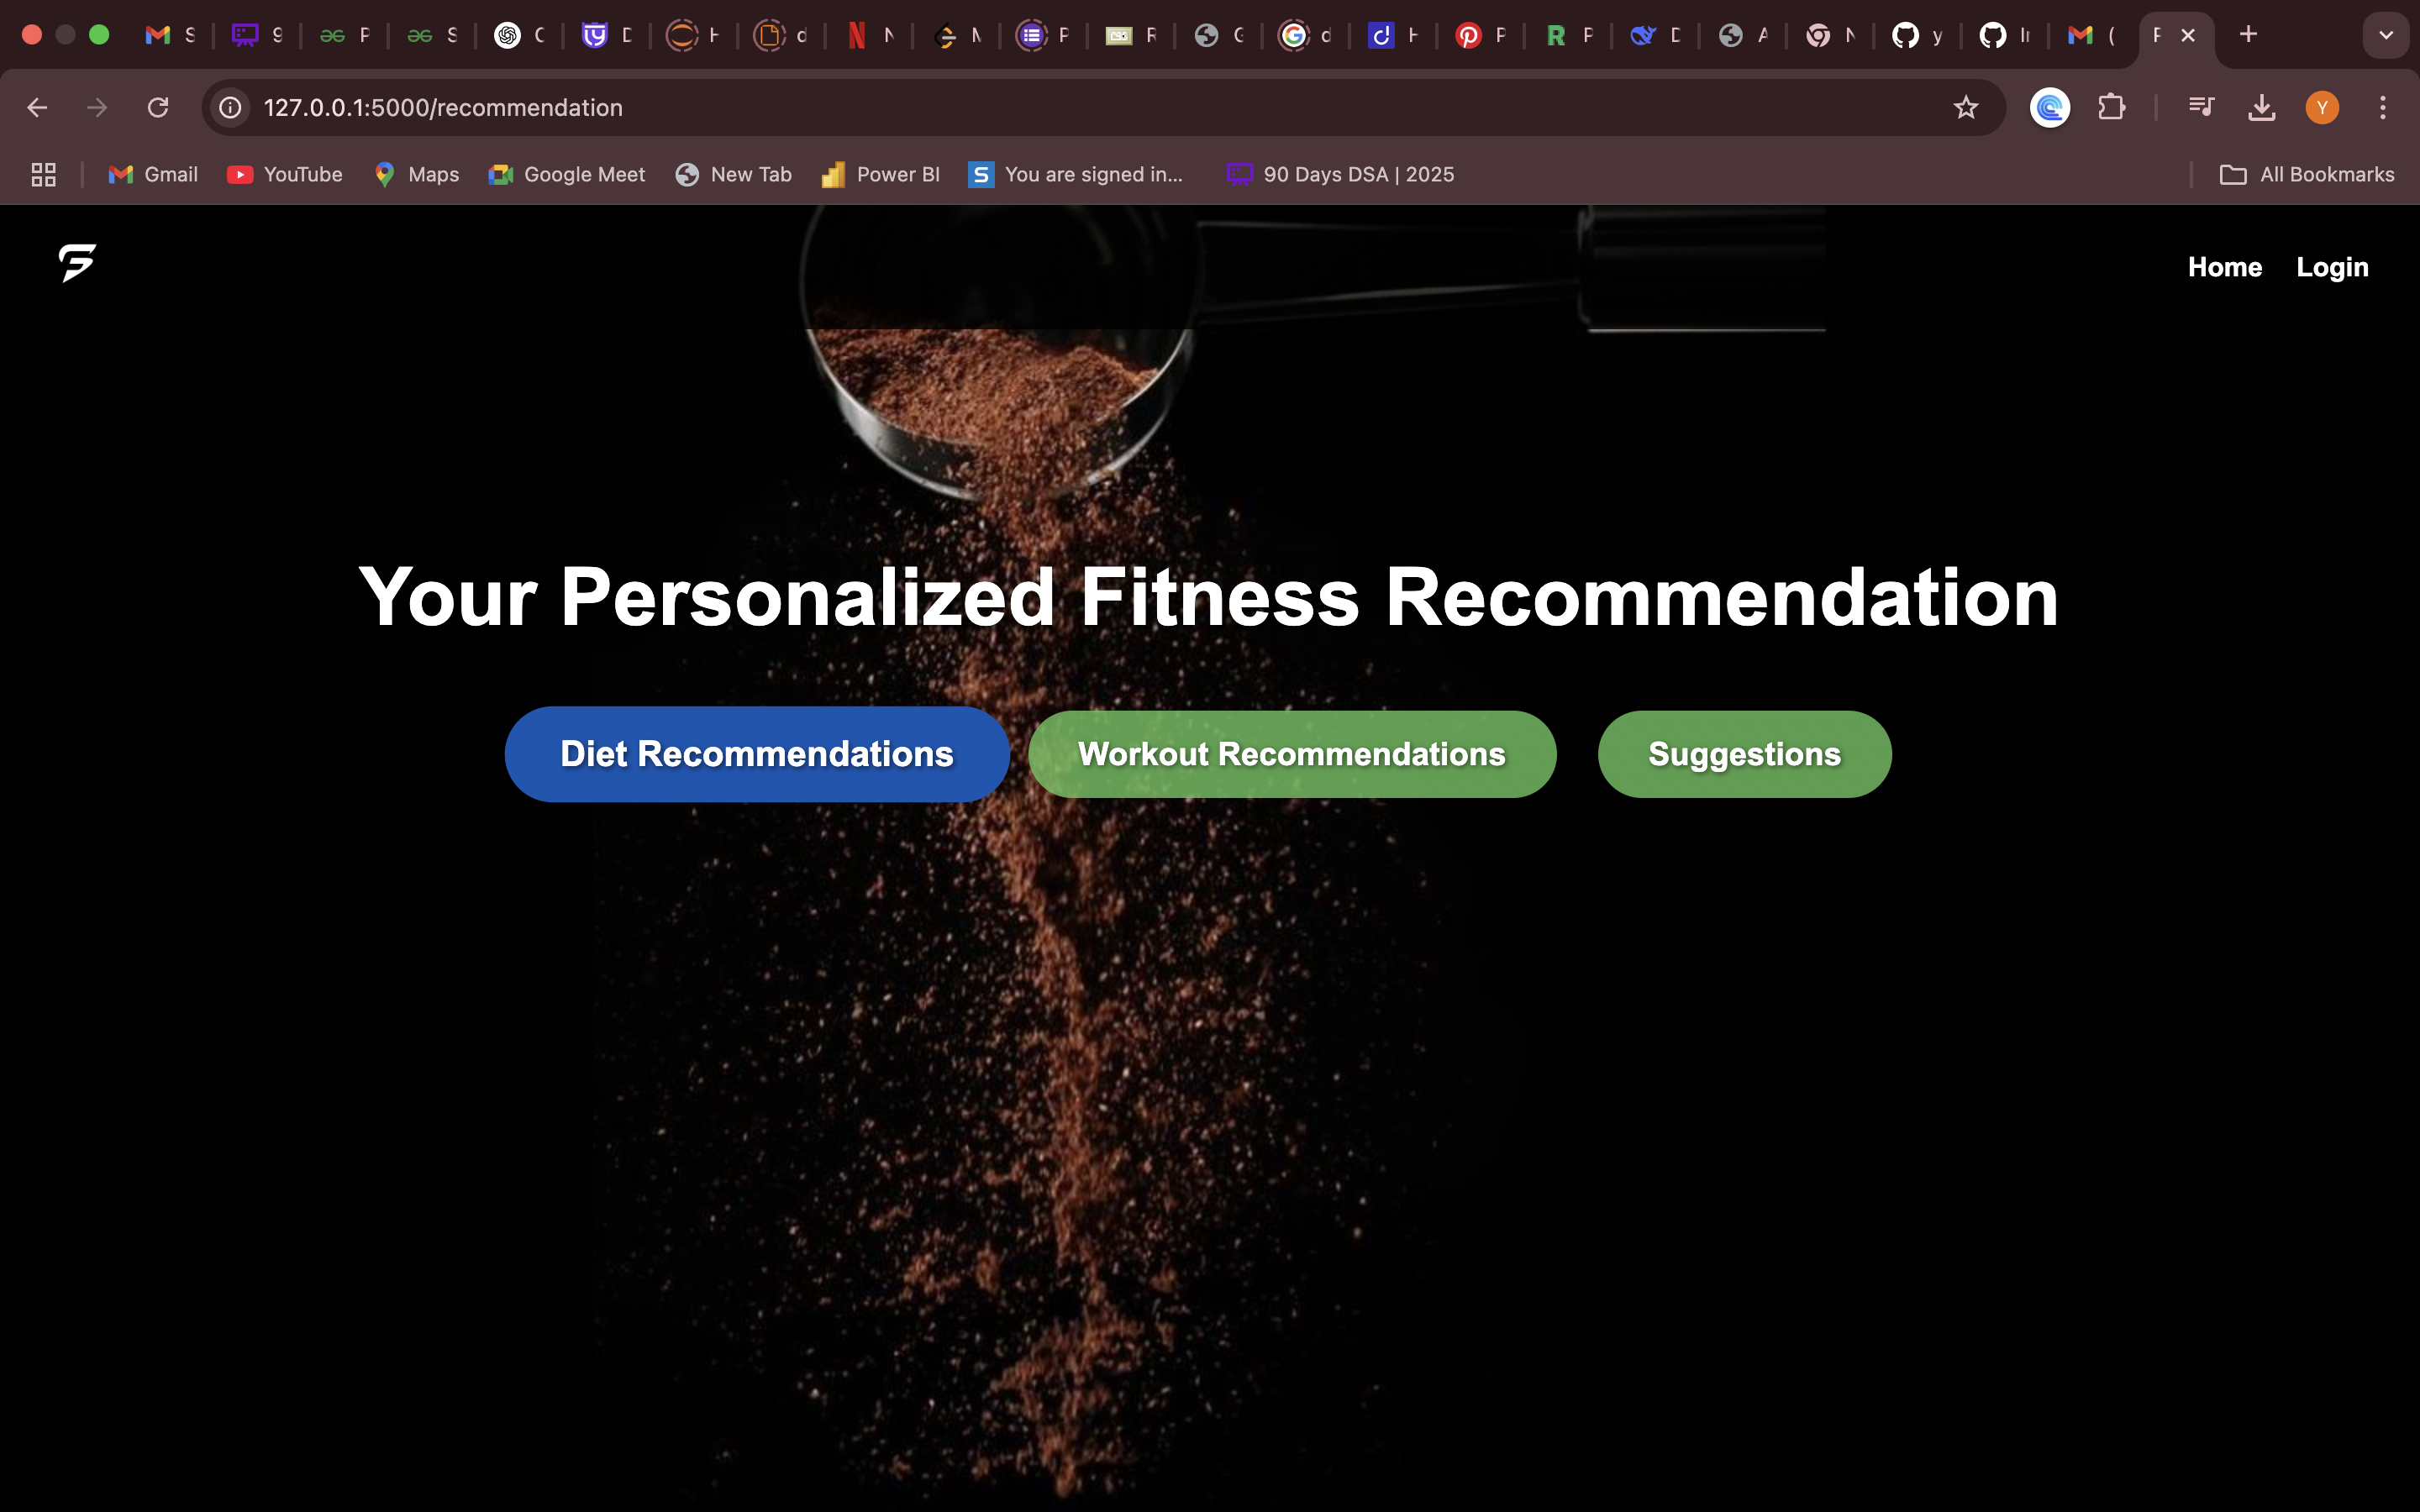 S 9 P S C D H d N M P R G d H P P D A N y I (  F
127.0.0.1:5000/recommendation
Gmail YouTube Maps Google Meet New Tab Power BI You are signed in... 90 Days DSA | 2025 All Bookmarks
Home Login
Your Personalized Fitness Recommendation
Diet Recommendations Workout Recommendations Suggestions